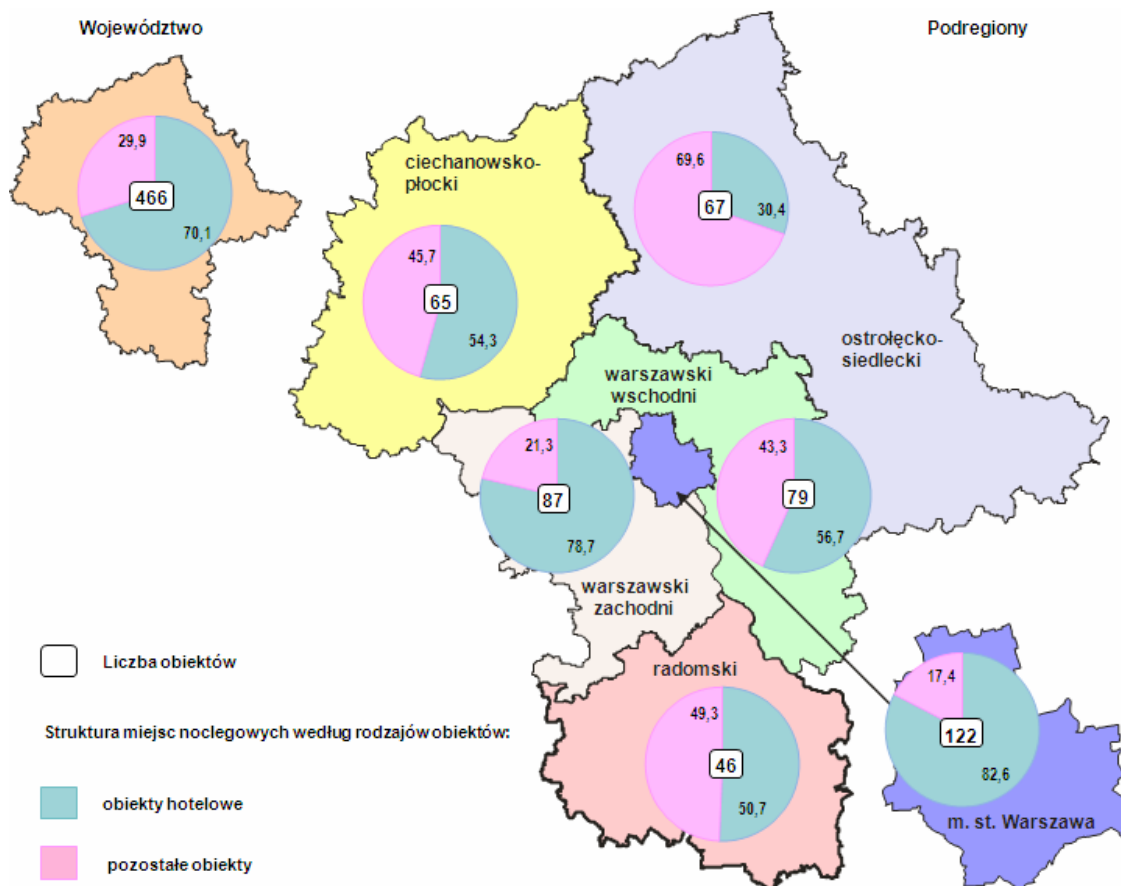 Województwo
Podregiony
29,9
466
70,1
ciechanowsko-
płocki
45,7
65
54,3
69,6
67
30,4
ostrołęcko-
siedlecki
warszawski
wschodni
21,3
87
78,7
43,3
79
56,7
warszawski
zachodni
radomski
49,3
46
50,7
17,4
122
82,6
m. st. Warszawa
Liczba obiektów
Struktura miejsc noclegowych według rodzajów obiektów:
obiekty hotelowe
pozostałe obiekty